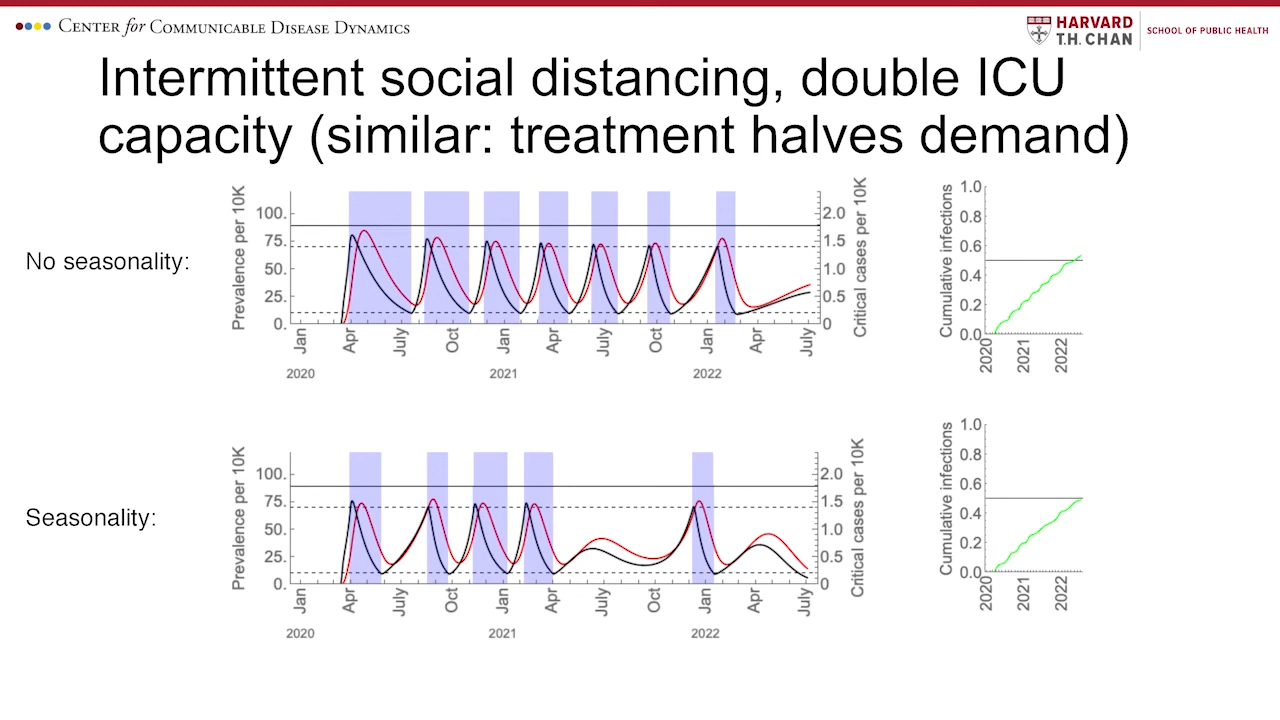 CENTER for COMMUNICABLE DISEASE DYNAMICS
HARVARD
T.H. CHAN
SCHOOL OF PUBLIC HEALTH
Intermittent social distancing, double ICU
capacity (similar: treatment halves demand)
No seasonality:
Prevalence per 10K
100.
75.
50.
25.
0.
2.0
1.5
1.0
0.5
0
Critical cases per 10K
Jan Apr July Oct Jan Apr July Oct Jan Apr July
2020 2021 2022
Cumulative infections
1.0
0.8
0.6
0.4
0.2
0.0
2020 2021 2022
Seasonality:
Prevalence per 10K
100.
75.
50.
25.
0.
2.0
1.5
1.0
0.5
0
Critical cases per 10K
Jan Apr July Oct Jan Apr July Oct Jan Apr July
2020 2021 2022
Cumulative infections
1.0
0.8
0.6
0.4
0.2
0.0
2020 2021 2022